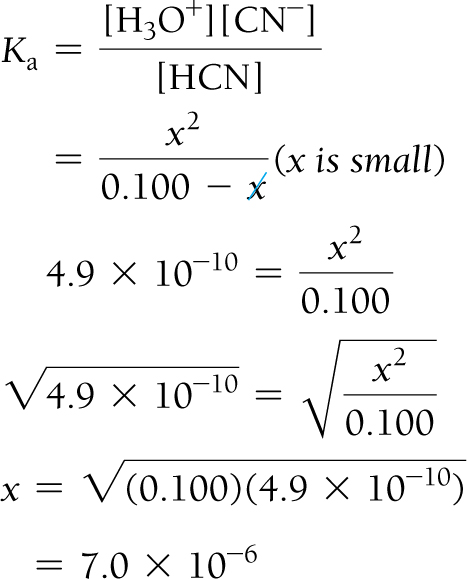 Kₐ = [H₃O⁺][CN⁻] / [HCN]
= x² / 0.100 − x (x is small)
4.9 × 10⁻¹⁰ = x² / 0.100
√4.9 × 10⁻¹⁰ = √x² / 0.100
x = √(0.100)(4.9 × 10⁻¹⁰)
= 7.0 × 10⁻⁶